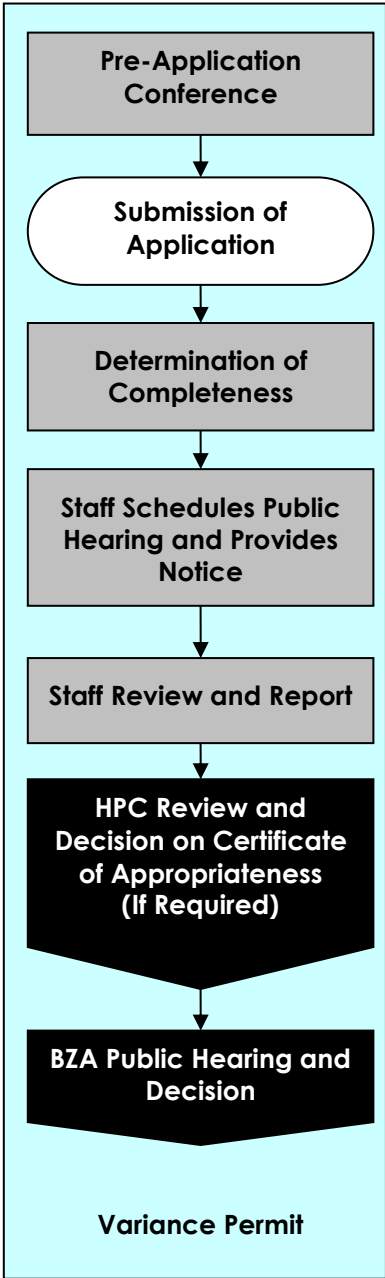 Pre-Application
Conference
Submission of
Application
Determination of
Completeness
Staff Schedules Public
Hearing and Provides
Notice
Staff Review and Report
HPC Review and
Decision on Certificate
of Appropriateness
(If Required)
BZA Public Hearing and
Decision
Variance Permit